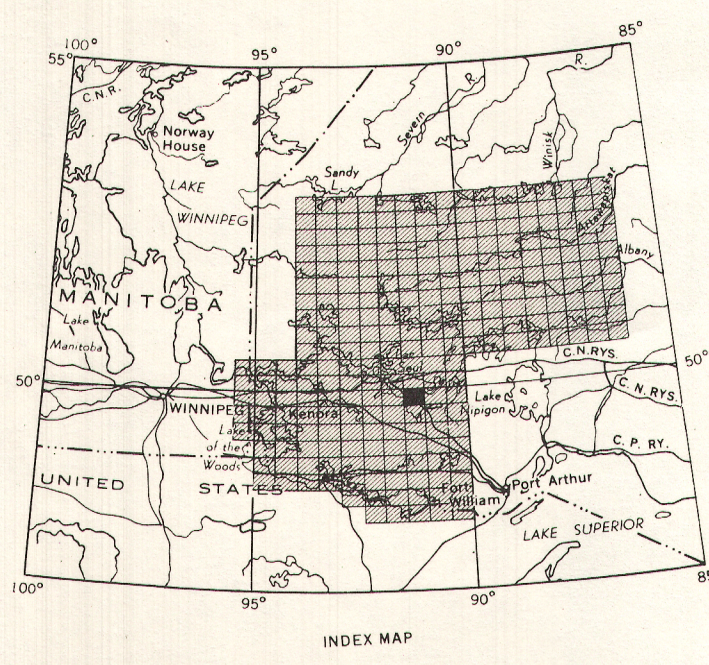 100°
95°
90°
85°
55°
C.N.R.
R.
R.
Severn
Norway
House
Winisk
Sandy
L.
LAKE
WINNIPEG
Attawapiskat
Albany
MANITOBA
Lake
Manitoba
Lac
Seul
C.N.RYS.
50°
50°
C.N.RYS.
WINNIPEG
Kenora
Lake
Nipigon
Lake
of the
Woods
C.P.RY.
UNITED
STATES
Fort
William
Port Arthur
LAKE SUPERIOR
100°
95°
90°
INDEX MAP